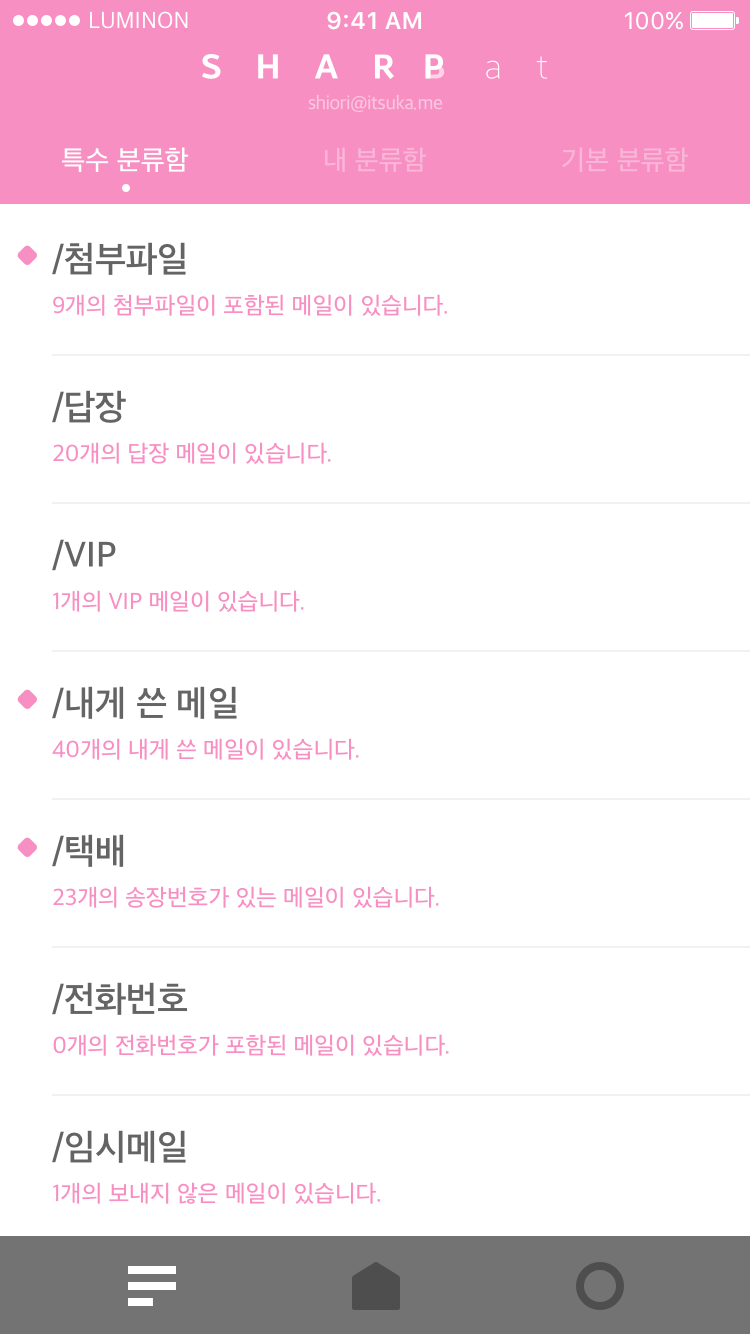 LUMINON 9:41 AM 100%
SHARB at
shiori@itsuka.me
특수 분류함 내 분류함 기본 분류함
/첨부파일
9개의 첨부파일이 포함된 메일이 있습니다.
/답장
20개의 답장 메일이 있습니다.
/VIP
1개의 VIP 메일이 있습니다.
/내게 쓴 메일
40개의 내게 쓴 메일이 있습니다.
/택배
23개의 송장번호가 있는 메일이 있습니다.
/전화번호
0개의 전화번호가 포함된 메일이 있습니다.
/임시메일
1개의 보내지 않은 메일이 있습니다.